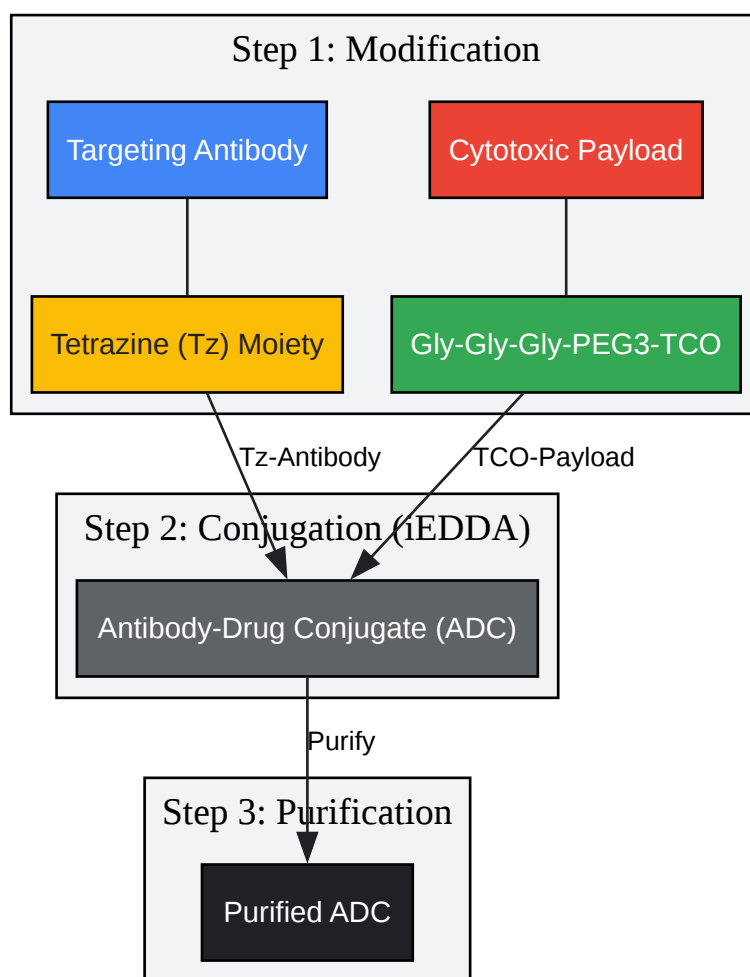 Step 1: Modification
Targeting Antibody
Cytotoxic Payload
Tetrazine (Tz) Moiety
Gly-Gly-Gly-PEG3-TCO
Tz-Antibody
TCO-Payload
Step 2: Conjugation (iEDDA)
Antibody-Drug Conjugate (ADC)
Purify
Step 3: Purification
Purified ADC